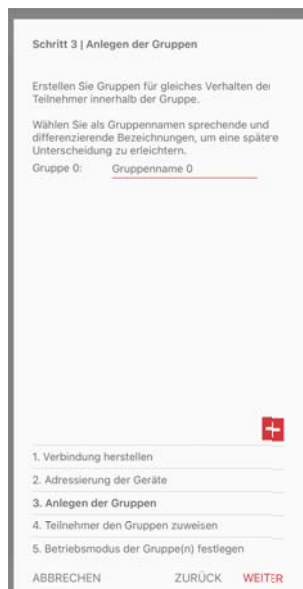 Schritt 3 | Anlegen der Gruppen
Erstellen Sie Gruppen für gleiches Verhalten der
Teilnehmer innerhalb der Gruppe.
Wählen Sie als Gruppennamen sprechende und
differenzierende Bezeichnungen, um eine spätere
Unterscheidung zu erleichtern.
Gruppe 0: Gruppenname 0
+
1. Verbindung herstellen
2. Adressierung der Geräte
3. Anlegen der Gruppen
4. Teilnehmer den Gruppen zuweisen
5. Betriebsmodus der Gruppe(n) festlegen
ABBRECHEN ZURÜCK WEITER